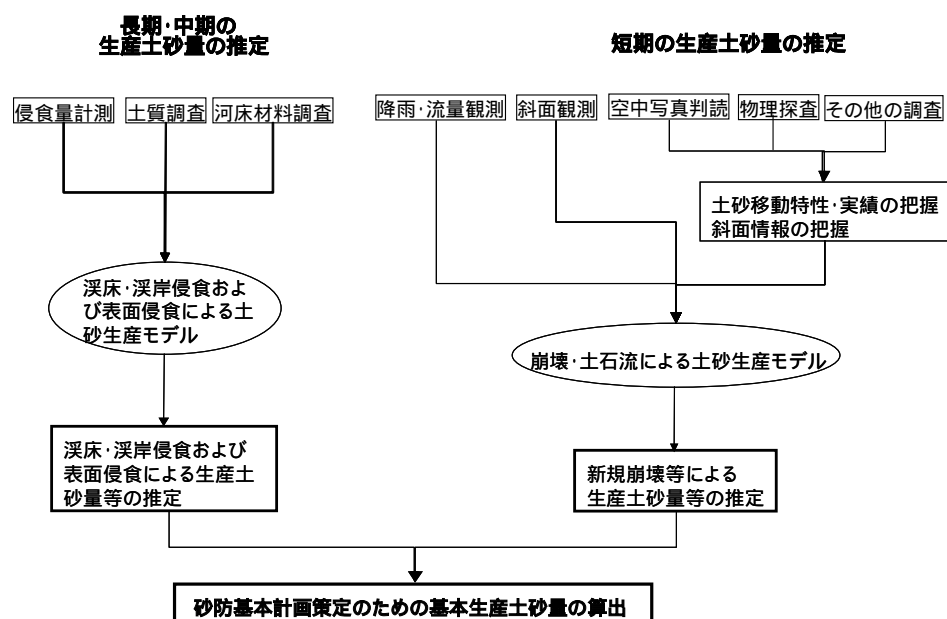 長期･中期の
生産土砂量の推定
短期の生産土砂量の推定
侵食量計測
土質調査
河床材料調査
降雨･流量観測
斜面観測
空中写真判読
物理探査
その他の調査
土砂移動特性･実績の把握
斜面情報の把握
渓床･渓岸侵食およ
び表面侵食による土
砂生産モデル
崩壊･土石流による土砂生産モデル
渓床･渓岸侵食および
表面侵食による生産土
砂量等の推定
新規崩壊等による
生産土砂量等の推定
砂防基本計画策定のための基本生産土砂量の算出